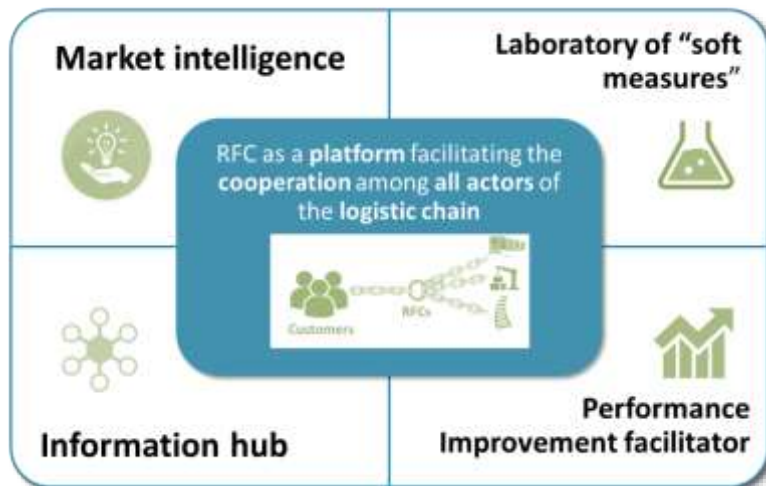 Market intelligence
Laboratory of “soft
measures”
RFC as a platform facilitating the
cooperation among all actors of
the logistic chain
Customers
RFCs
Information hub
Performance
Improvement facilitator